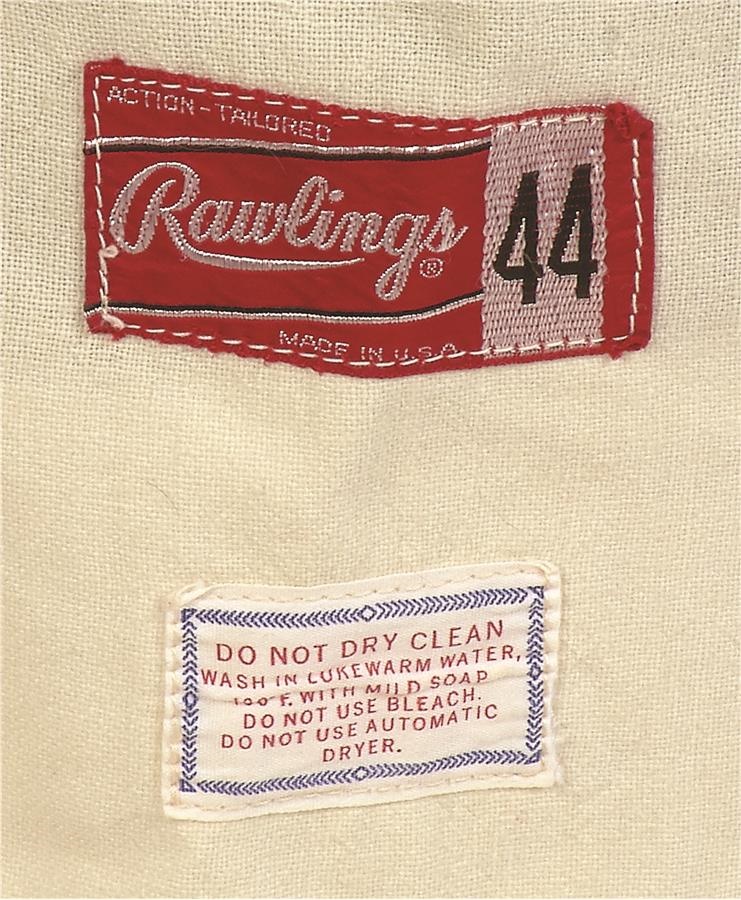 ACTION-TAILORED
Rawlings®
44
MADE IN U.S.A.
DO NOT DRY CLEAN
WASH IN LUKEWARM WATER,
100° F. WITH MILD SOAP
DO NOT USE BLEACH.
DO NOT USE AUTOMATIC
DRYER.